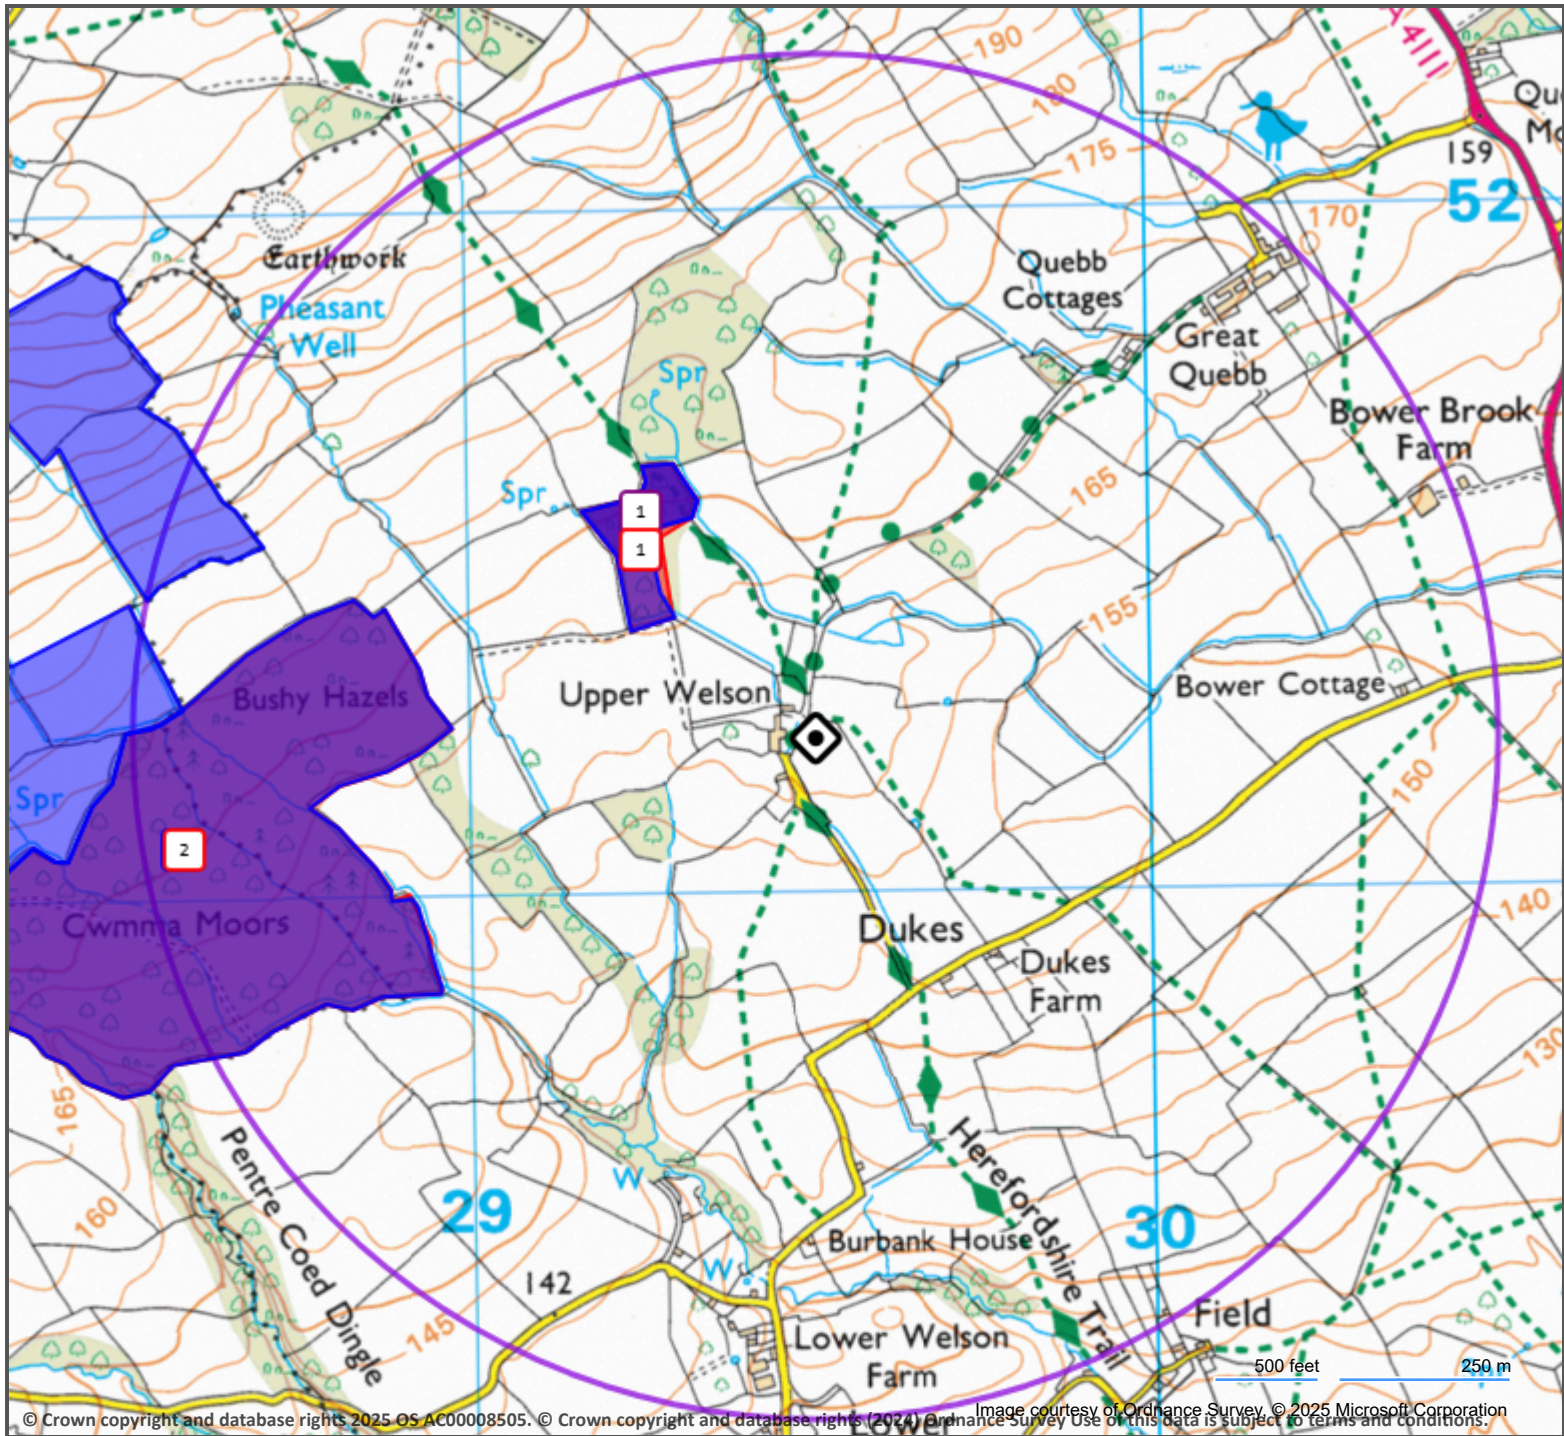 190
A 4111
180
175
159
52
170
Earthwork
Quebb
Cottages
Pheasant
Well
Great
Quebb
Spr
Bower Brook
Farm
Spr
1
165
1
155
Bushy Hazels
Upper Welson
Bower Cottage
150
Spr
2
Cwmma Moors
Dukes
140
Dukes
Farm
130
165
Pentre Coed Dingle
Herefordshire Trail
W
29
30
160
Burbank House
142
W
Field
145
Lower Welson
Farm
500 feet
250 m
Image courtesy of Ordnance Survey, © 2025 Microsoft Corporation
© Crown copyright and database rights 2025 OS AC00008505. © Crown copyright and database rights (2024) Ordnance Survey Use of this data is subject to terms and conditions.
Lower